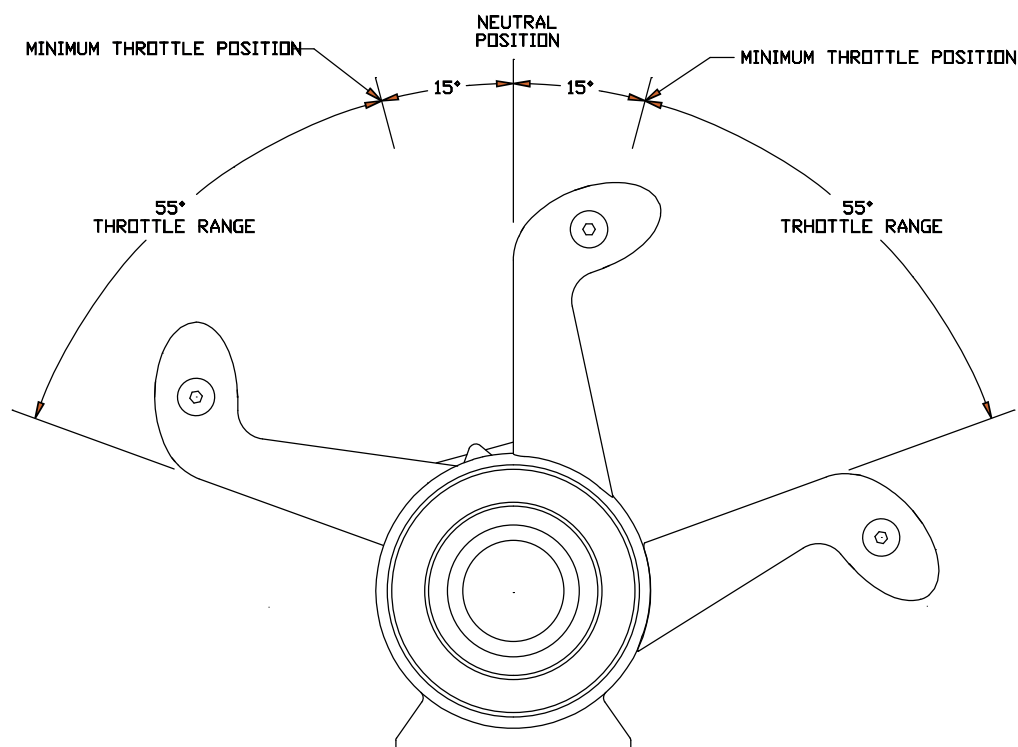 NEUTRAL
POSITION
MINIMUM THROTTLE POSITION
MINIMUM THROTTLE POSITION
15°
15°
55°
THROTTLE RANGE
55°
TRHOTTLE RANGE